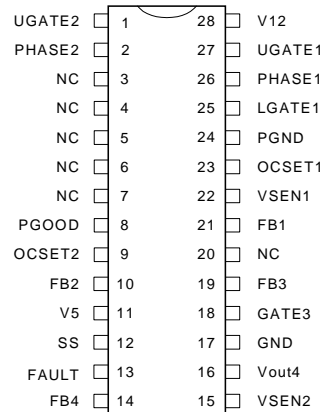 UGATE2 1 28 V12
PHASE2 2 27 UGATE1
NC 3 26 PHASE1
NC 4 25 LGATE1
NC 5 24 PGND
NC 6 23 OCSET1
NC 7 22 VSEN1
PGOOD 8 21 FB1
OCSET2 9 20 NC
FB2 10 19 FB3
V5 11 18 GATE3
SS 12 17 GND
FAULT 13 16 Vout4
FB4 14 15 VSEN2